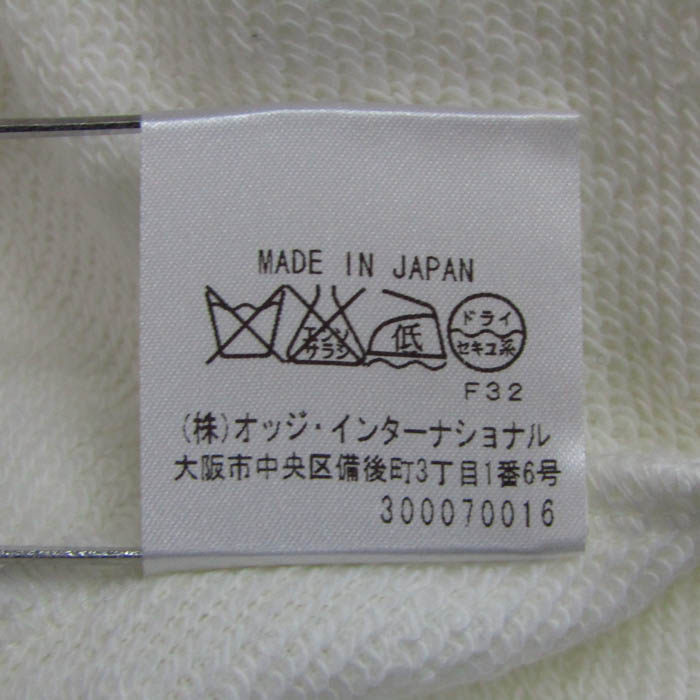 MADE IN JAPAN
エンソ
サラシ
低
ドライ
セキユ系
F32
(株)オッジ・インターナショナル
大阪市中央区備後町3丁目1番6号
300070016